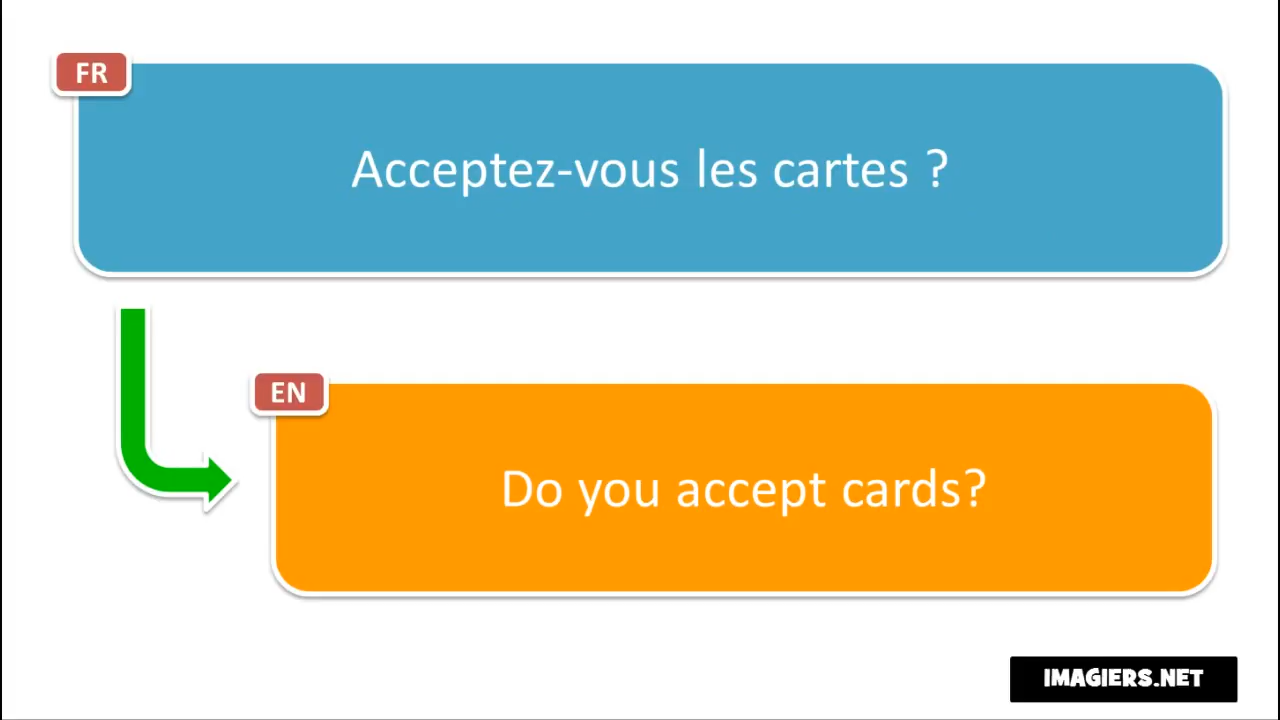 FR
Acceptez-vous les cartes ?
EN
Do you accept cards?
IMAGIERS.NET